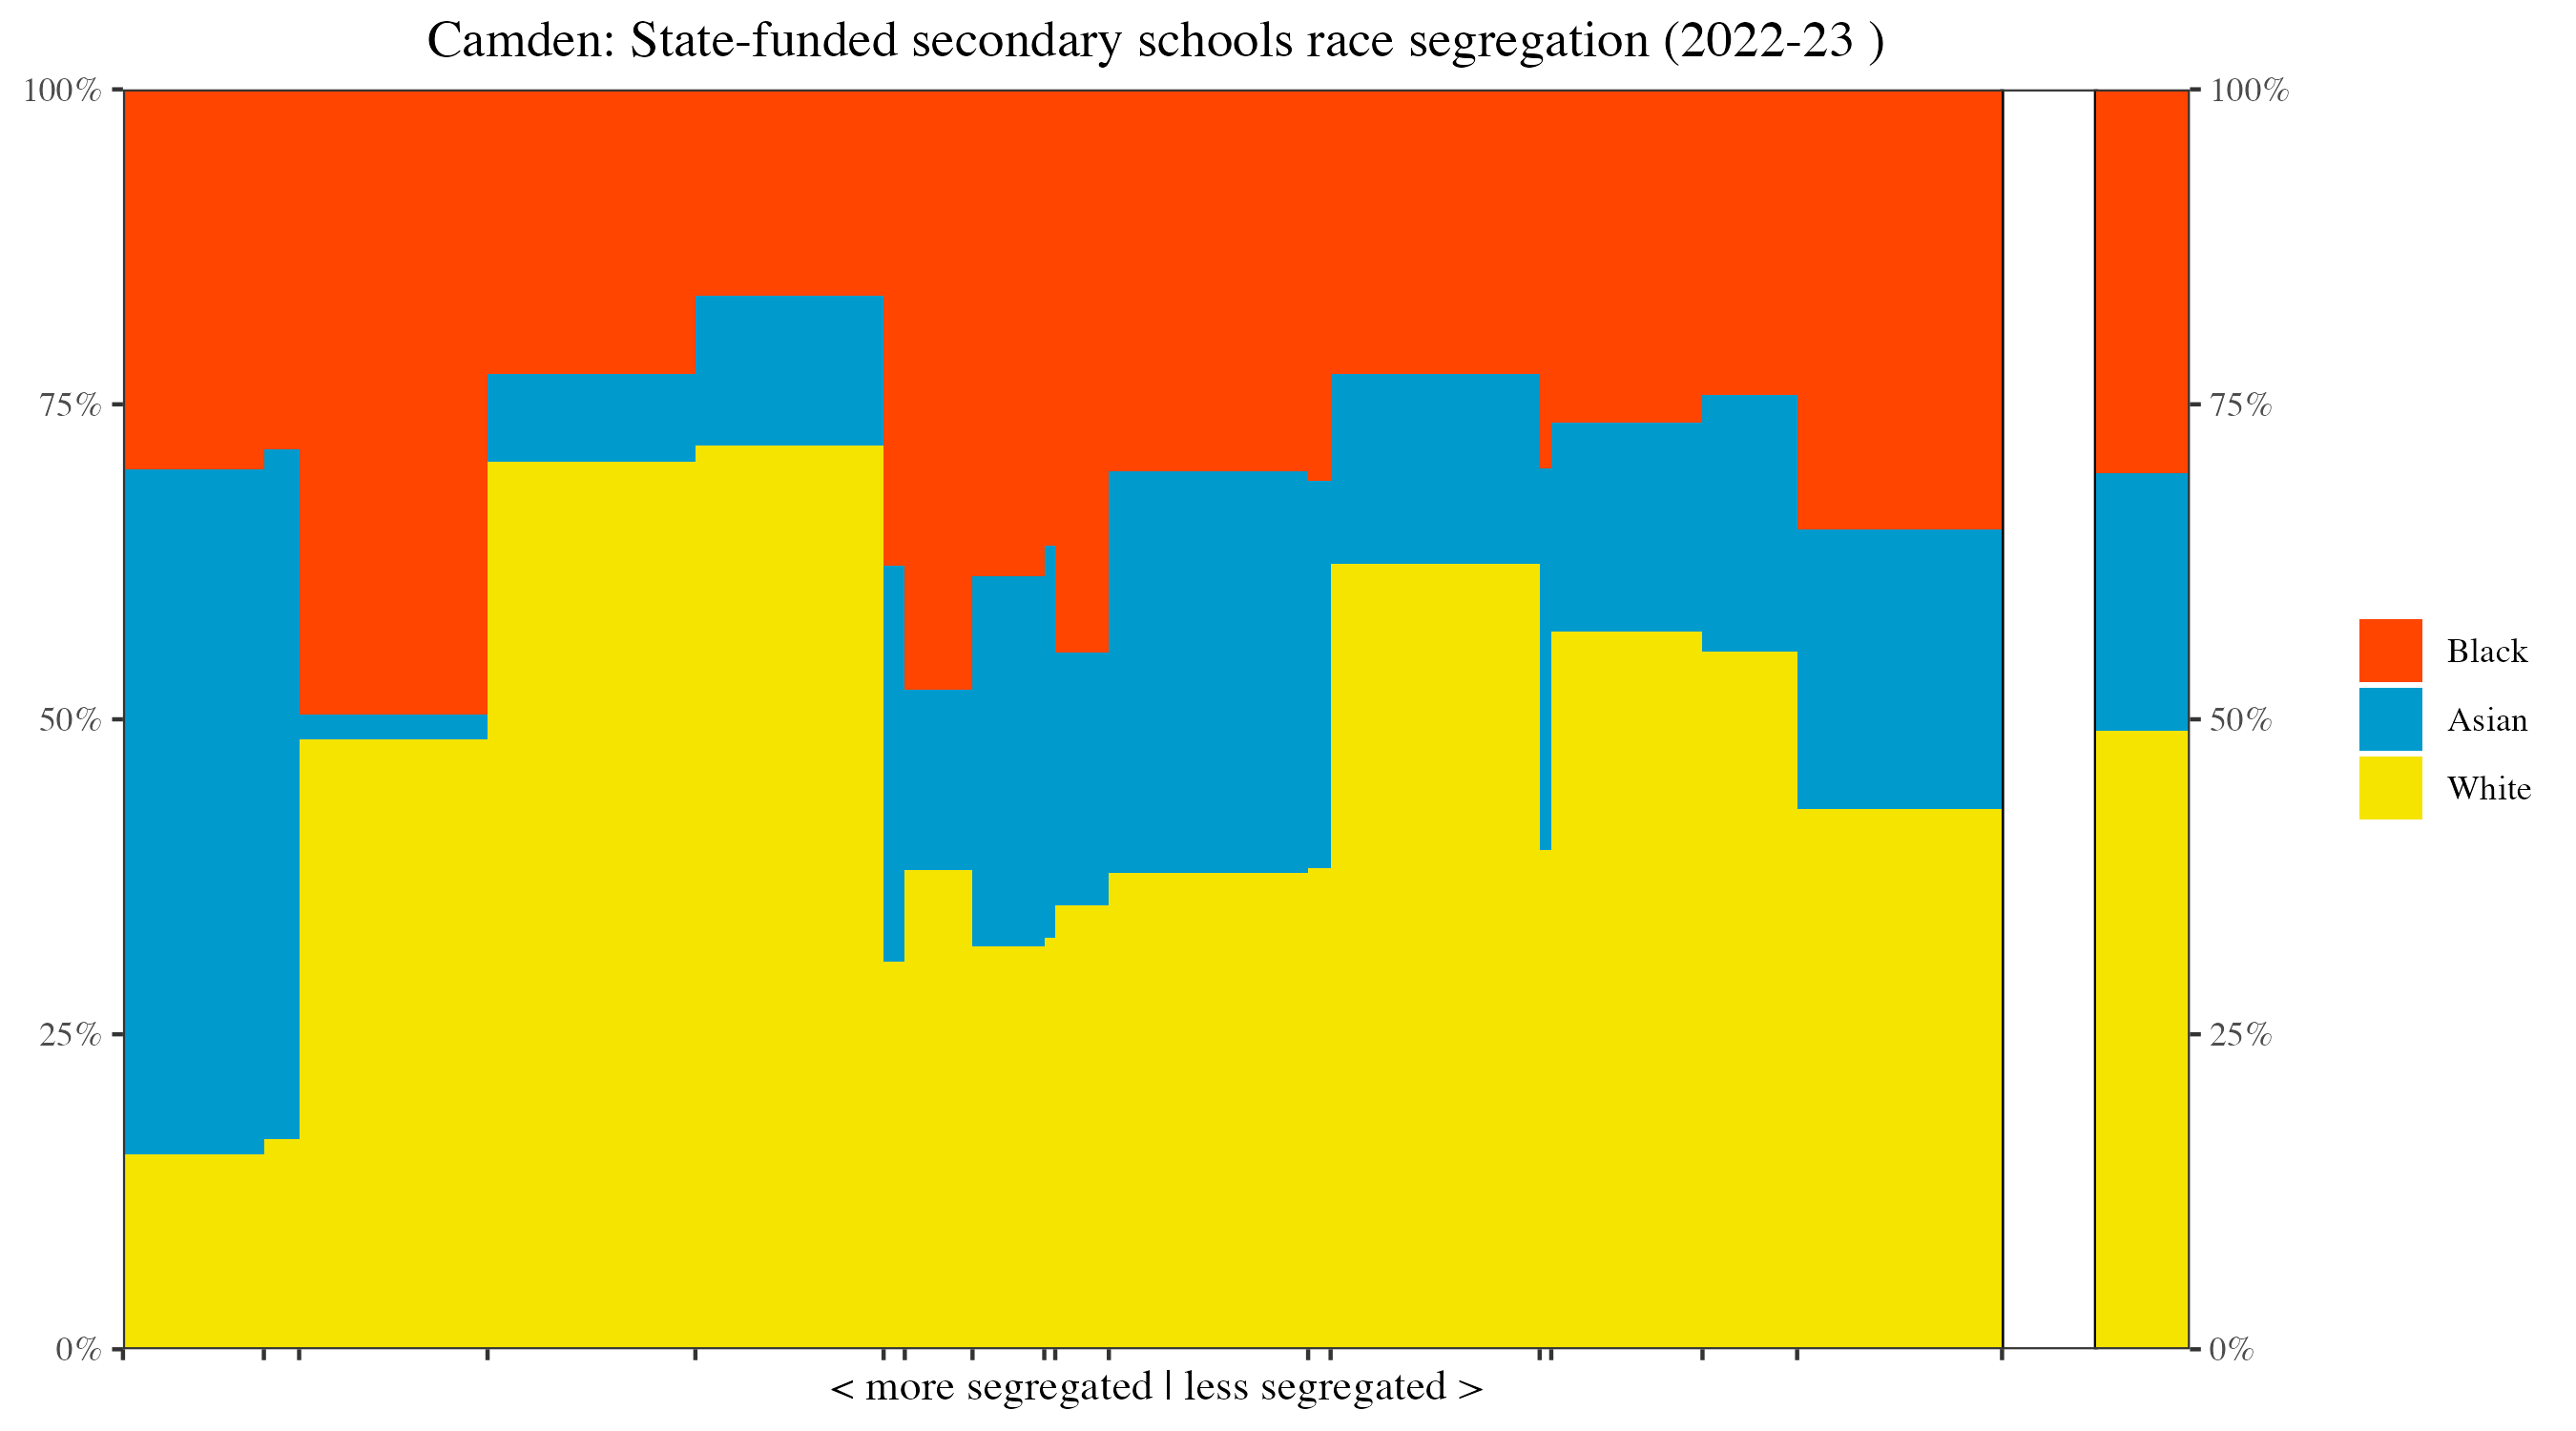 Camden: State-funded secondary schools race segregation (2022-23 )
100%
75%
50%
25%
0%
100%
75%
50%
25%
0%
Black
Asian
White
< more segregated | less segregated >